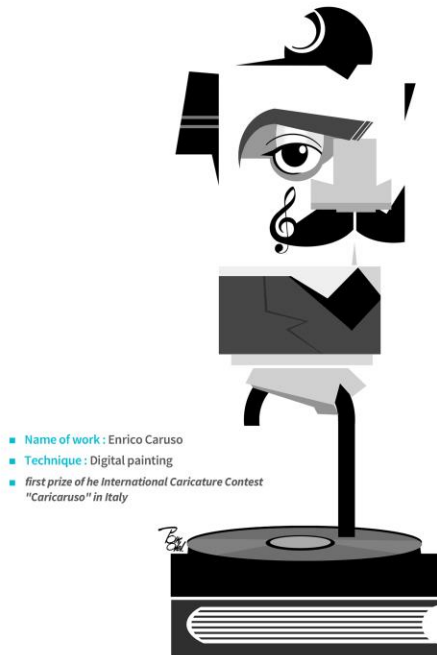 Name of work : Enrico Caruso
Technique : Digital painting
first prize of he International Caricature Contest
"Caricaruso" in Italy